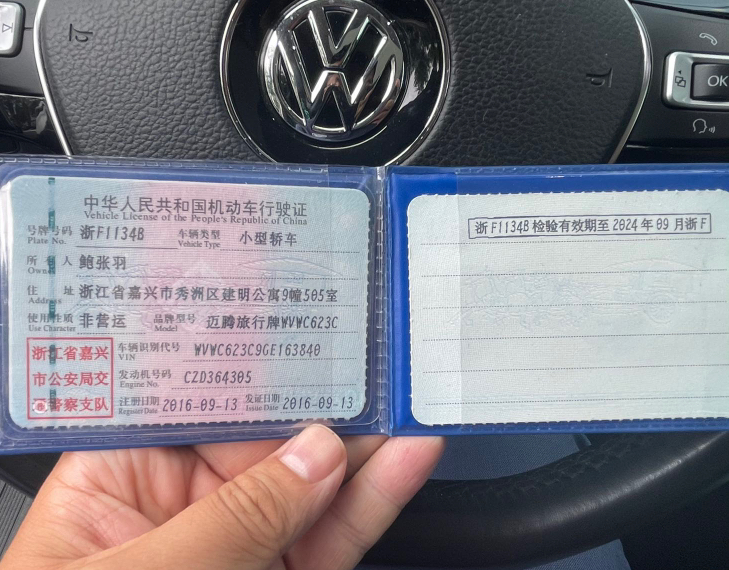 OK
中华人民共和国机动车行驶证
Vehicle License of the People's Republic of China
号牌号码 浙F1134B 车辆类型 小型轿车
Plate No. Vehicle Type
所有人 鲍张羽
Owner
住址 浙江省嘉兴市秀洲区建明公寓9幢505室
Address
使用性质 非营运 品牌型号 迈腾旅行牌WVWC623C
Use Character Model
浙江省嘉兴
市公安局交
通警察支队
车辆识别代号 WVWC623C9GE163840
VIN
发动机号码 CZD364305
Engine No.
注册日期 2016-09-13 发证日期 2016-09-13
Register Date Issue Date
浙F1134B 检验有效期至2024年09月浙F